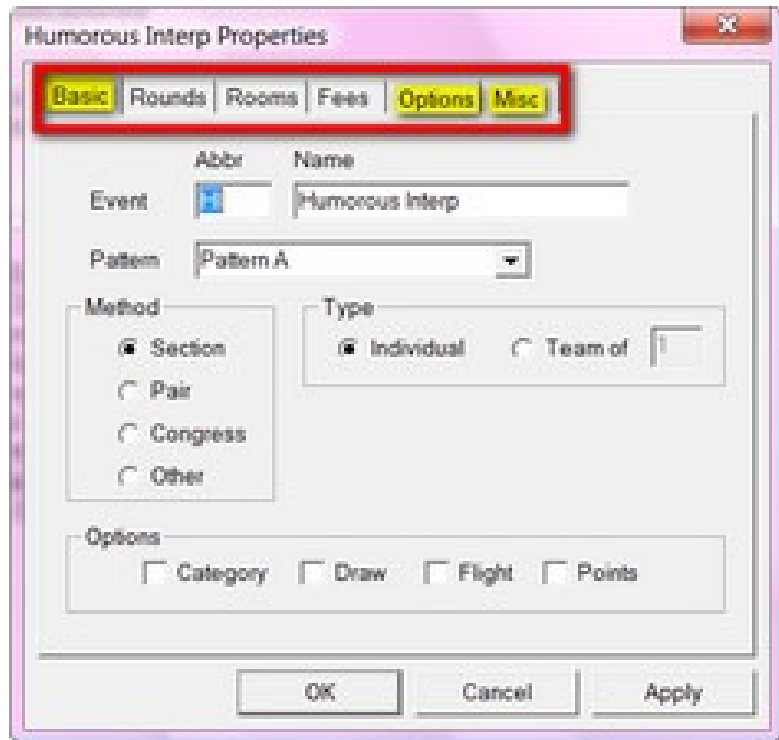 Humorous Interp Properties
Basic Rounds Rooms Fees Options Misc
Abbr Name
Event HI Humorous Interp
Pattern Pattern A
Method Type
Section Individual Team of 1
Pair
Congress
Other
Options
Category Draw Flight Points
OK Cancel Apply